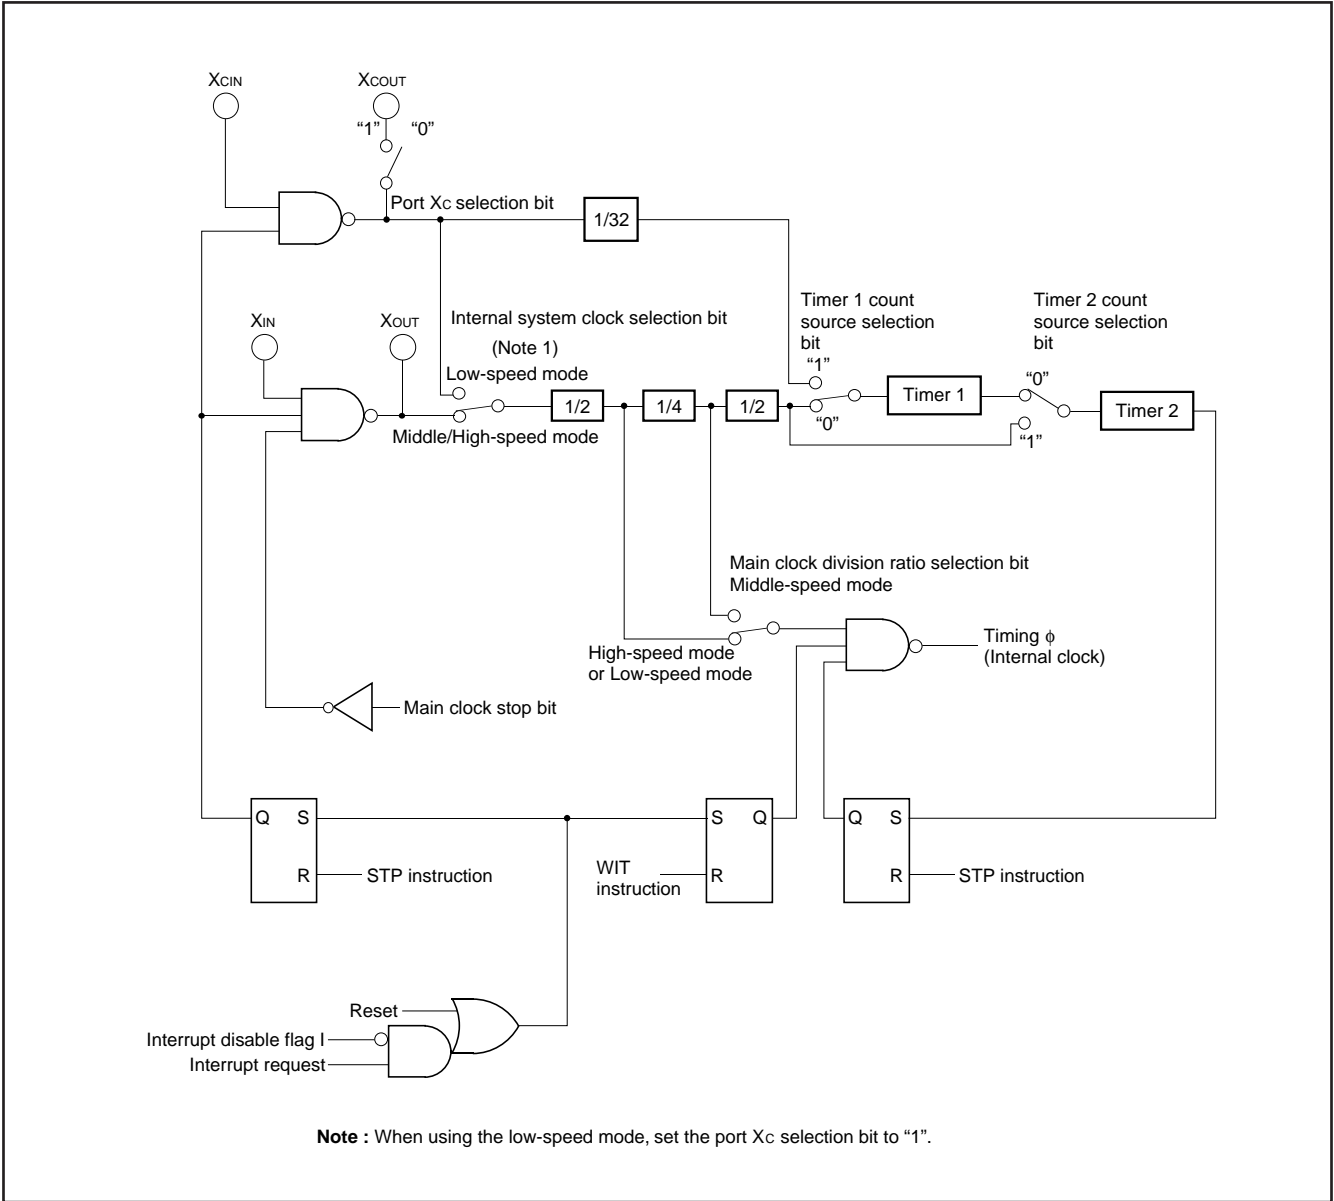 XCIN
XCOUT
“1” “0”
Port XC selection bit
1/32
XIN
XOUT
Internal system clock selection bit
(Note 1)
Low-speed mode
Middle/High-speed mode
1/2
1/4
1/2
Timer 1 count
source selection
bit
“1”
“0”
Timer 1
Timer 2 count
source selection
bit
“0”
“1”
Timer 2
Main clock division ratio selection bit
Middle-speed mode
High-speed mode
or Low-speed mode
Timing ϕ
(Internal clock)
Main clock stop bit
Q S
R
STP instruction
S Q
R
WIT
instruction
Q S
R
STP instruction
Reset
Interrupt disable flag I
Interrupt request
Note : When using the low-speed mode, set the port XC selection bit to “1”.